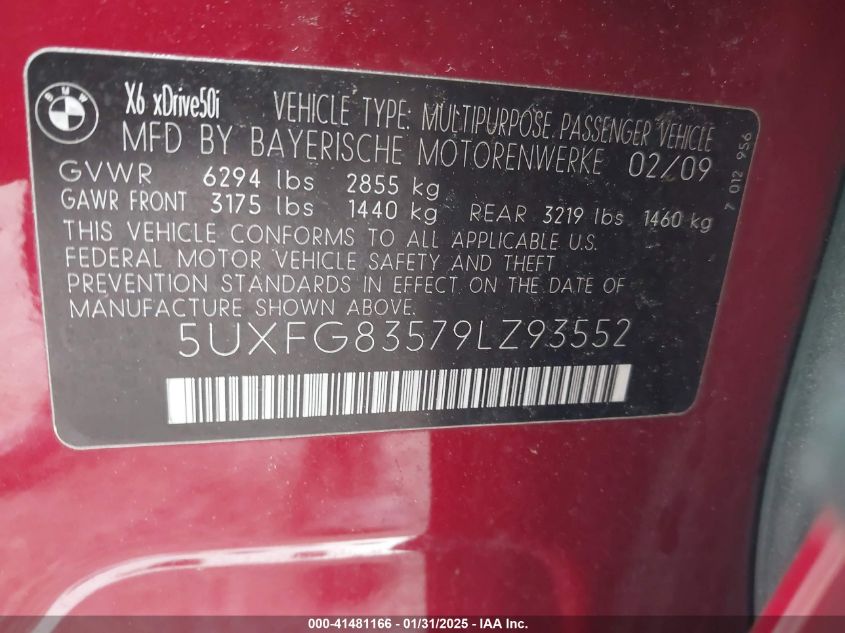 BMW
X6 xDrive50i VEHICLE TYPE: MULTIPURPOSE PASSENGER VEHICLE
MFD BY BAYERISCHE MOTORENWERKE 02/09
GVWR 6294 lbs 2855 kg
GAWR FRONT 3175 lbs 1440 kg REAR 3219 lbs 1460 kg
THIS VEHICLE CONFORMS TO ALL APPLICABLE U.S.
FEDERAL MOTOR VEHICLE SAFETY AND THEFT
PREVENTION STANDARDS IN EFFECT ON THE DATE OF
MANUFACTURE SHOWN ABOVE.
5UXFG83579LZ93552
7 012 956
000-41481166 - 01/31/2025 - IAA Inc.